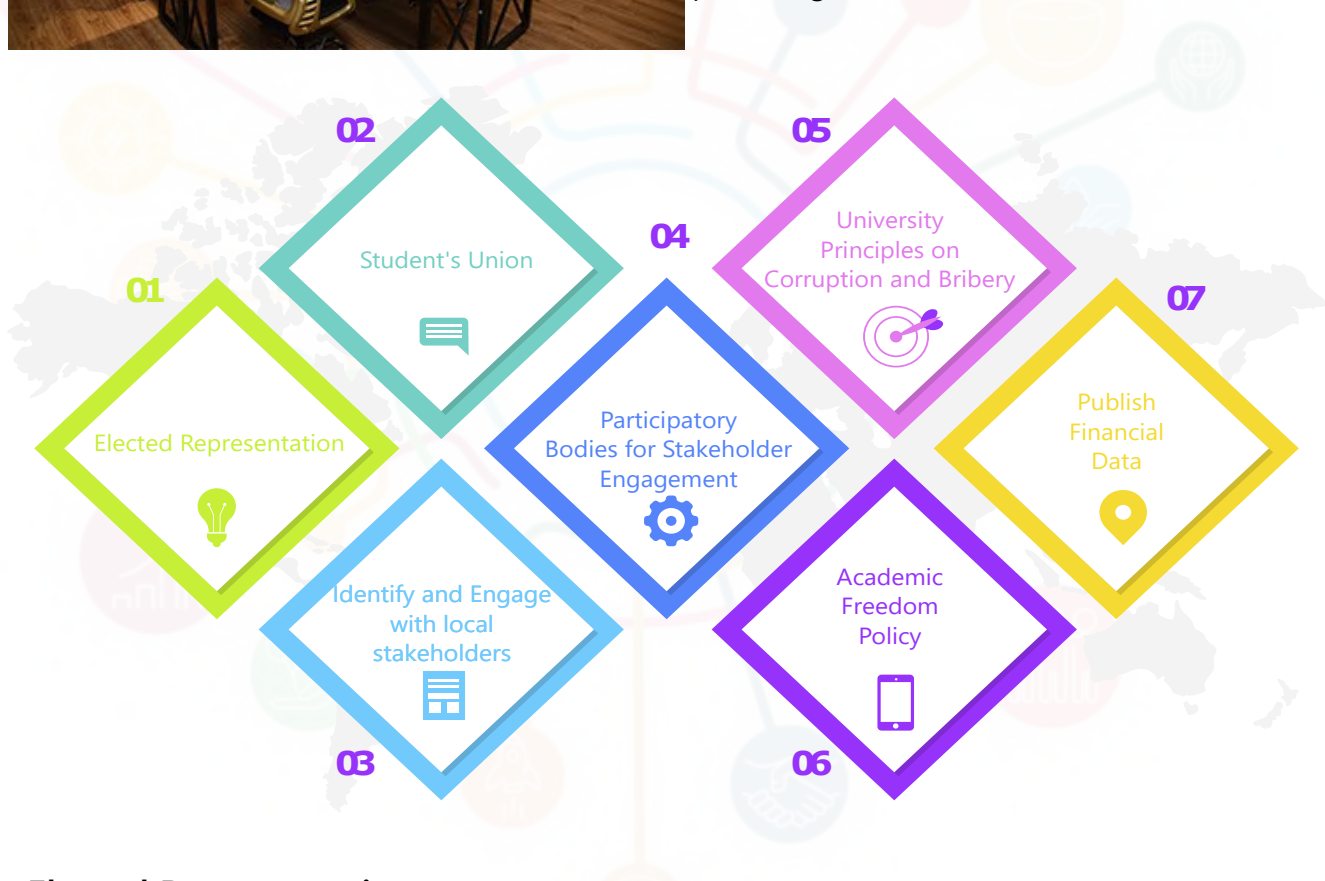 01
Elected Representation
02
Student's Union
03
Identify and Engage
with local
stakeholders
04
Participatory
Bodies for Stakeholder
Engagement
05
University
Principles on
Corruption and Bribery
06
Academic
Freedom
Policy
07
Publish
Financial
Data